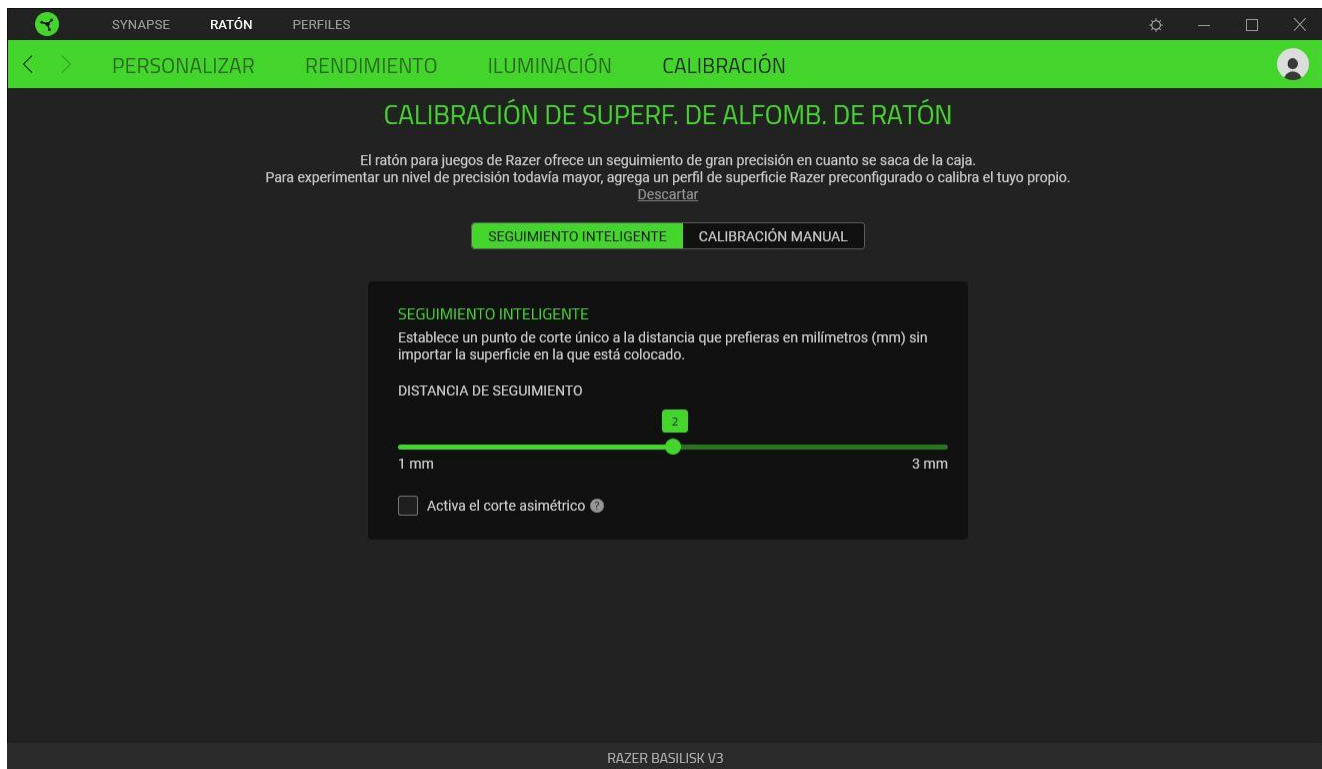 SYNAPSE RATÓN PERFILES
PERSONALIZAR RENDIMIENTO ILUMINACIÓN CALIBRACIÓN
CALIBRACIÓN DE SUPERF. DE ALFOMB. DE RATÓN
El ratón para juegos de Razer ofrece un seguimiento de gran precisión en cuanto se saca de la caja.
Para experimentar un nivel de precisión todavía mayor, agrega un perfil de superficie Razer preconfigurado o calibra el tuyo propio.
Descartar
SEGUIMIENTO INTELIGENTE CALIBRACIÓN MANUAL
SEGUIMIENTO INTELIGENTE
Establece un punto de corte único a la distancia que prefieras en milímetros (mm) sin
importar la superficie en la que está colocado.
DISTANCIA DE SEGUIMIENTO
2
1 mm 3 mm
Activa el corte asimétrico ?
RAZER BASILISK V3